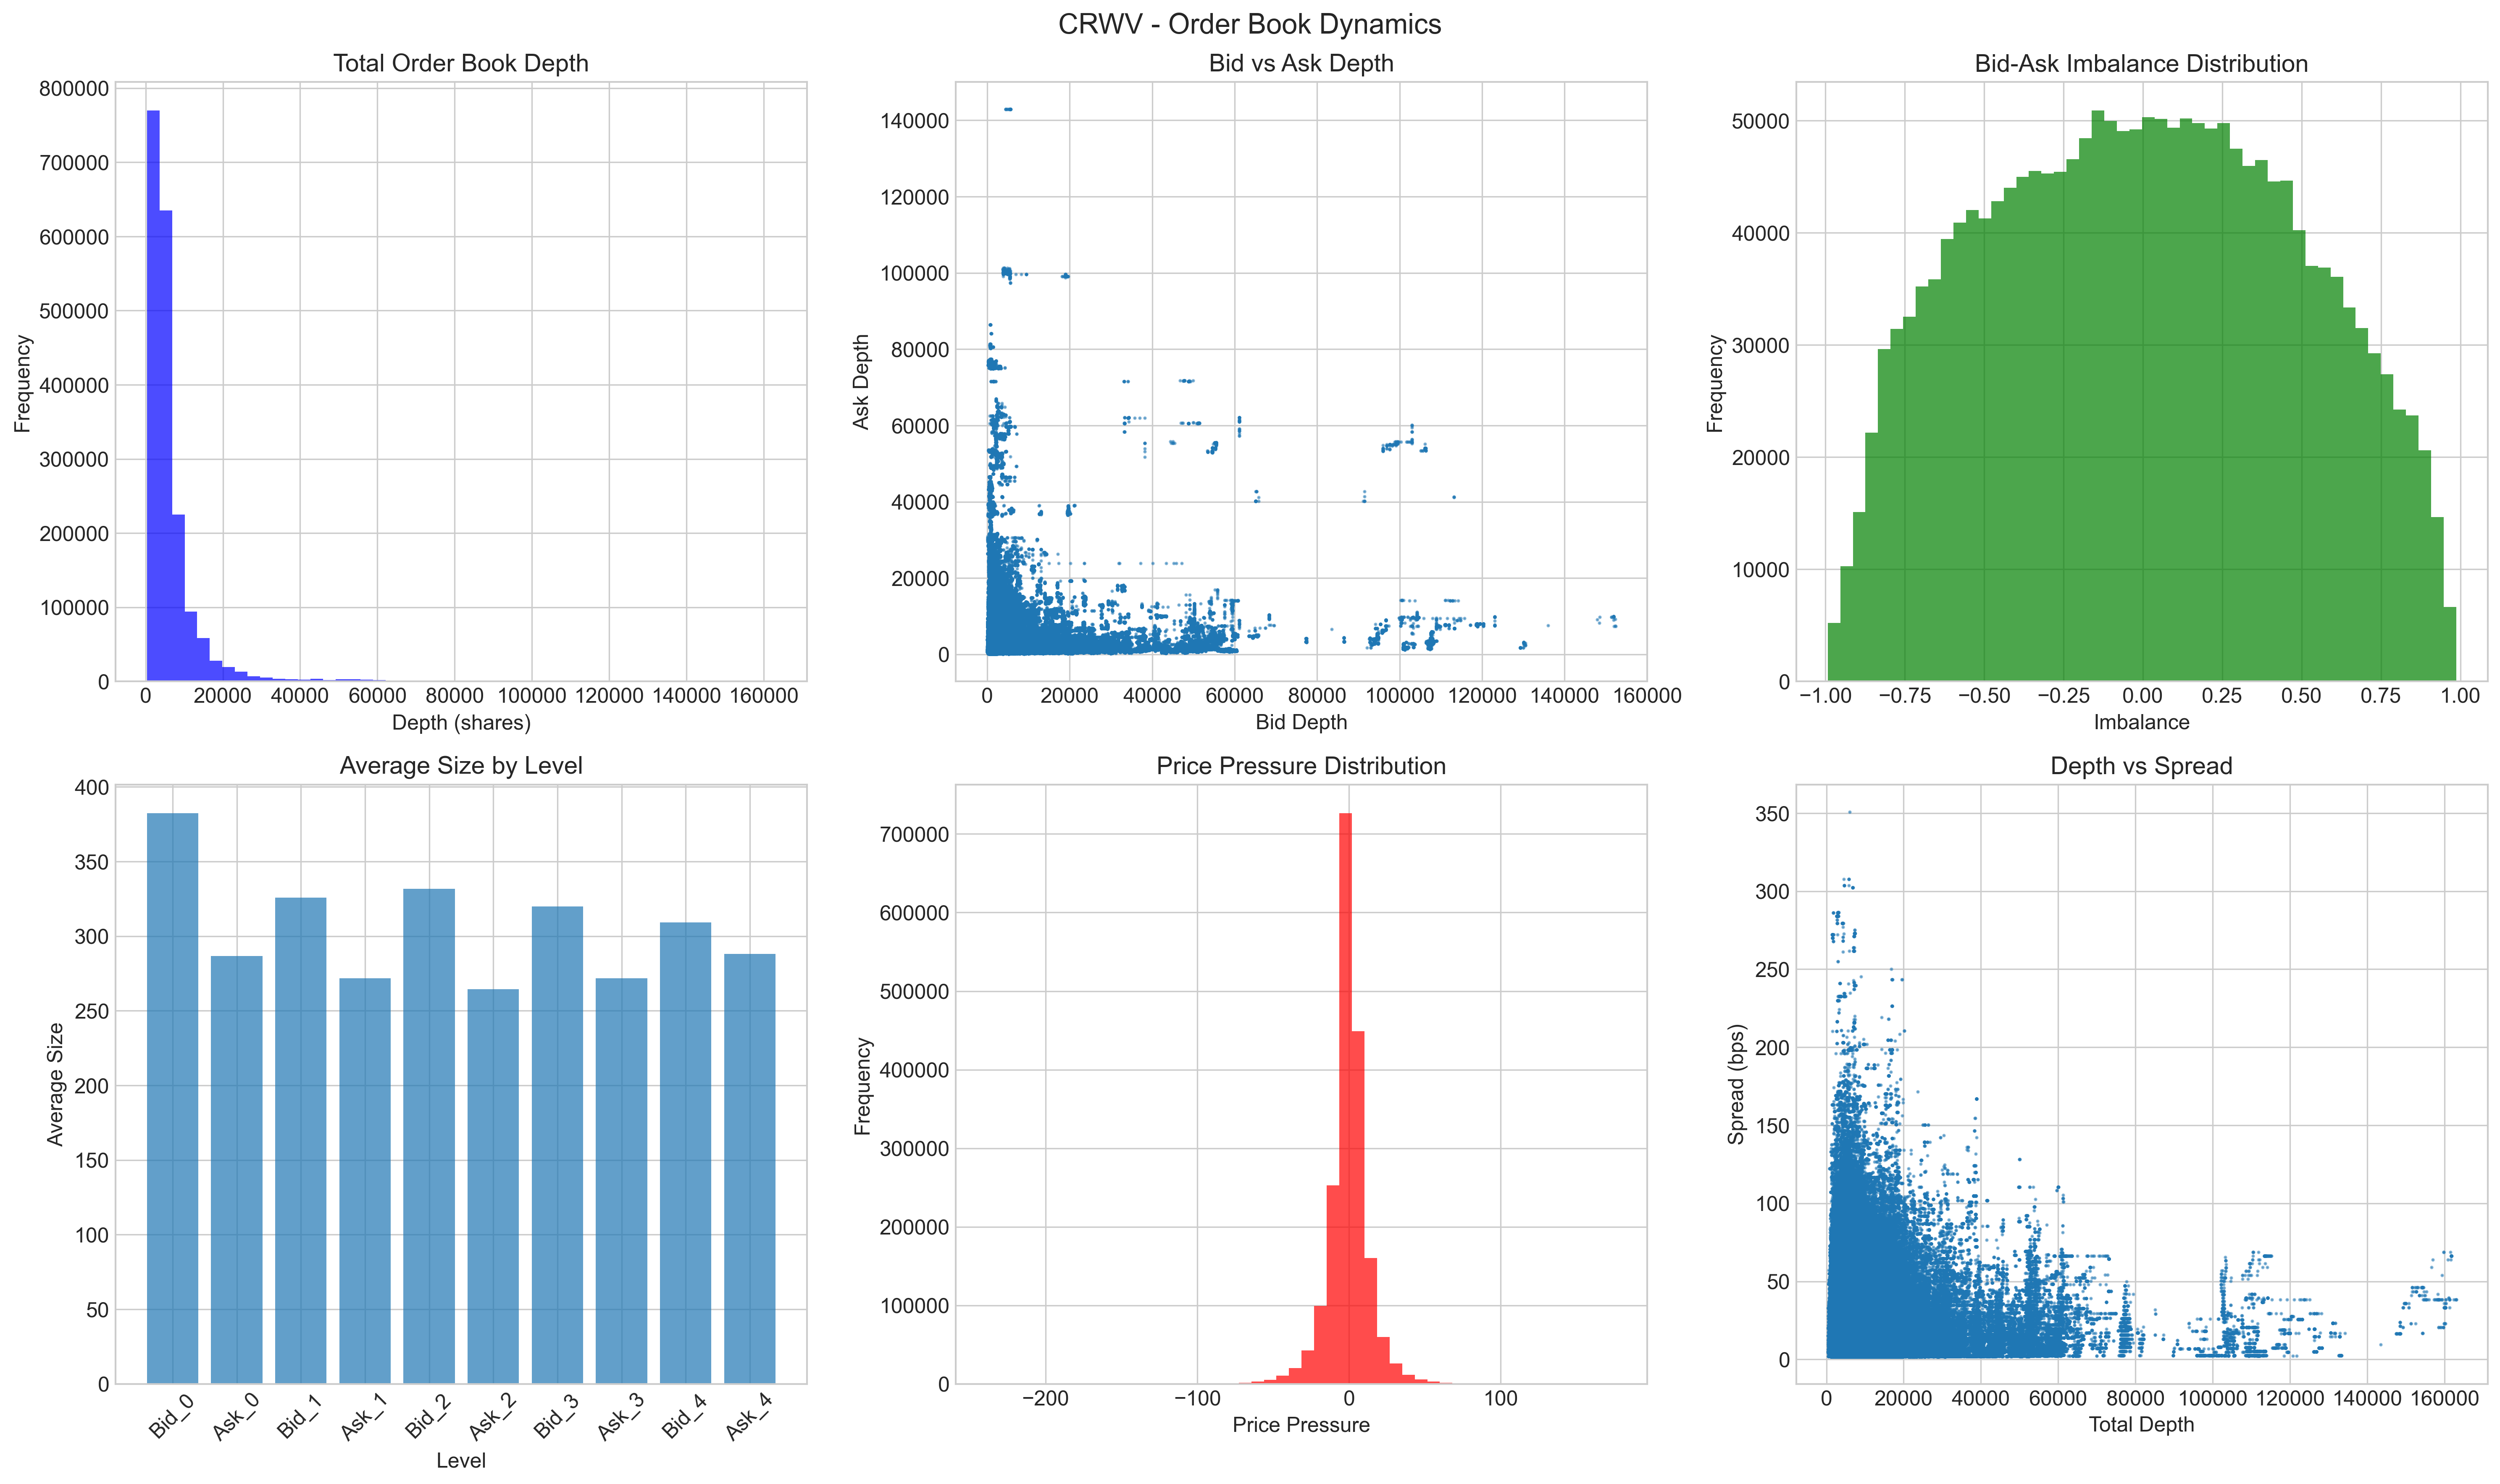 CRWV - Order Book Dynamics
Total Order Book Depth
800000
700000
600000
500000
400000
300000
200000
100000
0
Frequency
0 20000 40000 60000 80000 100000 120000 140000 160000
Depth (shares)
Bid vs Ask Depth
140000
120000
100000
80000
60000
40000
20000
0
Ask Depth
0 20000 40000 60000 80000 100000 120000 140000 160000
Bid Depth
Bid-Ask Imbalance Distribution
50000
40000
30000
20000
10000
0
Frequency
−1.00 −0.75 −0.50 −0.25 0.00 0.25 0.50 0.75 1.00
Imbalance
Average Size by Level
400
350
300
250
200
150
100
50
0
Average Size
Bid_0 Ask_0 Bid_1 Ask_1 Bid_2 Ask_2 Bid_3 Ask_3 Bid_4 Ask_4
Level
Price Pressure Distribution
700000
600000
500000
400000
300000
200000
100000
0
Frequency
−200 −100 0 100
Price Pressure
Depth vs Spread
350
300
250
200
150
100
50
0
Spread (bps)
0 20000 40000 60000 80000 100000 120000 140000 160000
Total Depth